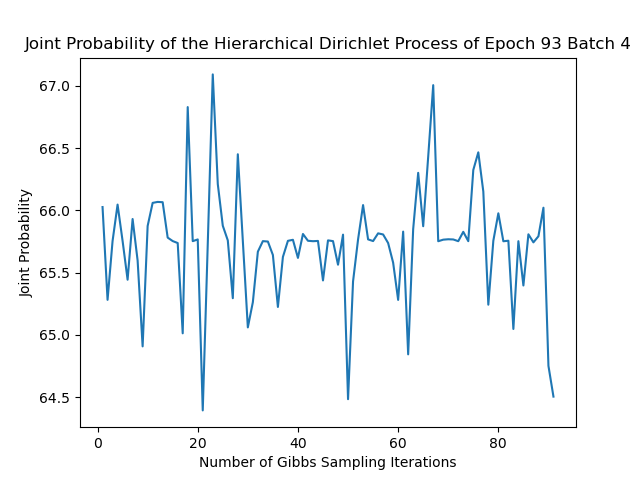 Joint Probability of the Hierarchical Dirichlet Process of Epoch 93 Batch 4
67.0
66.5
66.0
65.5
65.0
64.5
Joint Probability
0 20 40 60 80
Number of Gibbs Sampling Iterations